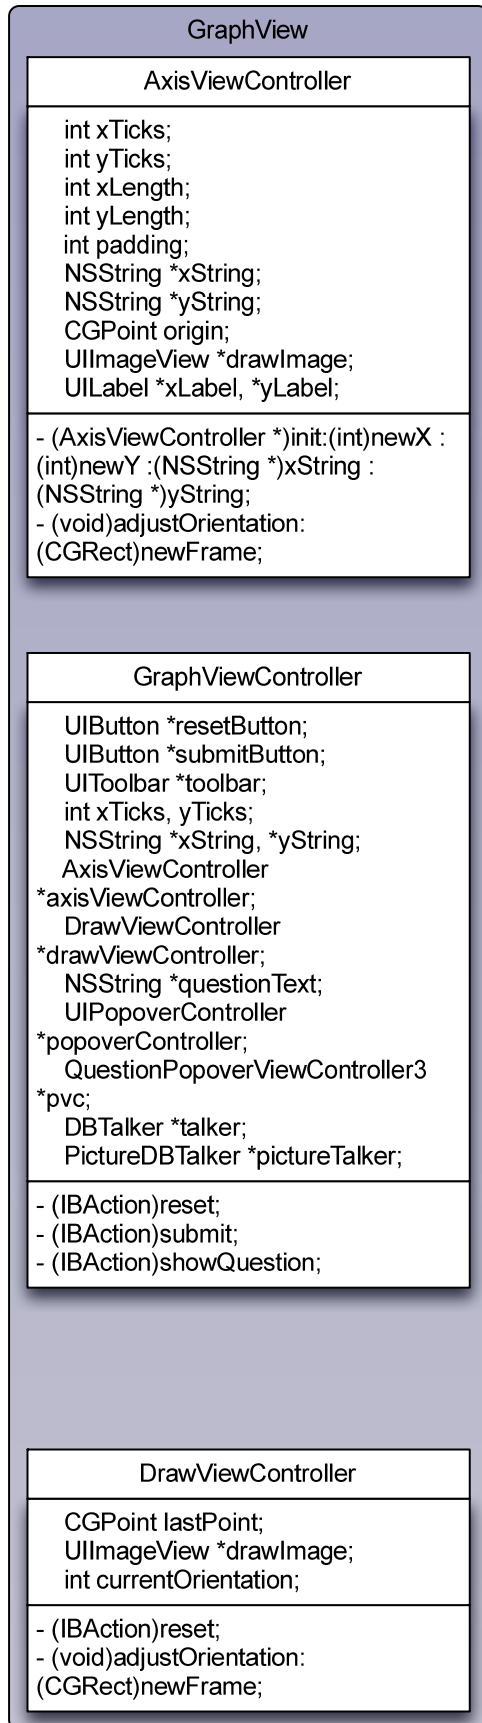 GraphView
AxisViewController
int xTicks;
int yTicks;
int xLength;
int yLength;
int padding;
NSString *xString;
NSString *yString;
CGPoint origin;
UIImageView *drawImage;
UILabel *xLabel, *yLabel;
- (AxisViewController *)init:(int)newX :
(int)newY :(NSString *)xString :
(NSString *)yString;
- (void)adjustOrientation:
(CGRect)newFrame;
GraphViewController
UIButton *resetButton;
UIButton *submitButton;
UIToolbar *toolbar;
int xTicks, yTicks;
NSString *xString, *yString;
AxisViewController
*axisViewController;
DrawViewController
*drawViewController;
NSString *questionText;
UIPopoverController
*popoverController;
QuestionPopoverViewController3
*pvc;
DBTalker *talker;
PictureDBTalker *pictureTalker;
- (IBAction)reset;
- (IBAction)submit;
- (IBAction)showQuestion;
DrawViewController
CGPoint lastPoint;
UIImageView *drawImage;
int currentOrientation;
- (IBAction)reset;
- (void)adjustOrientation:
(CGRect)newFrame;